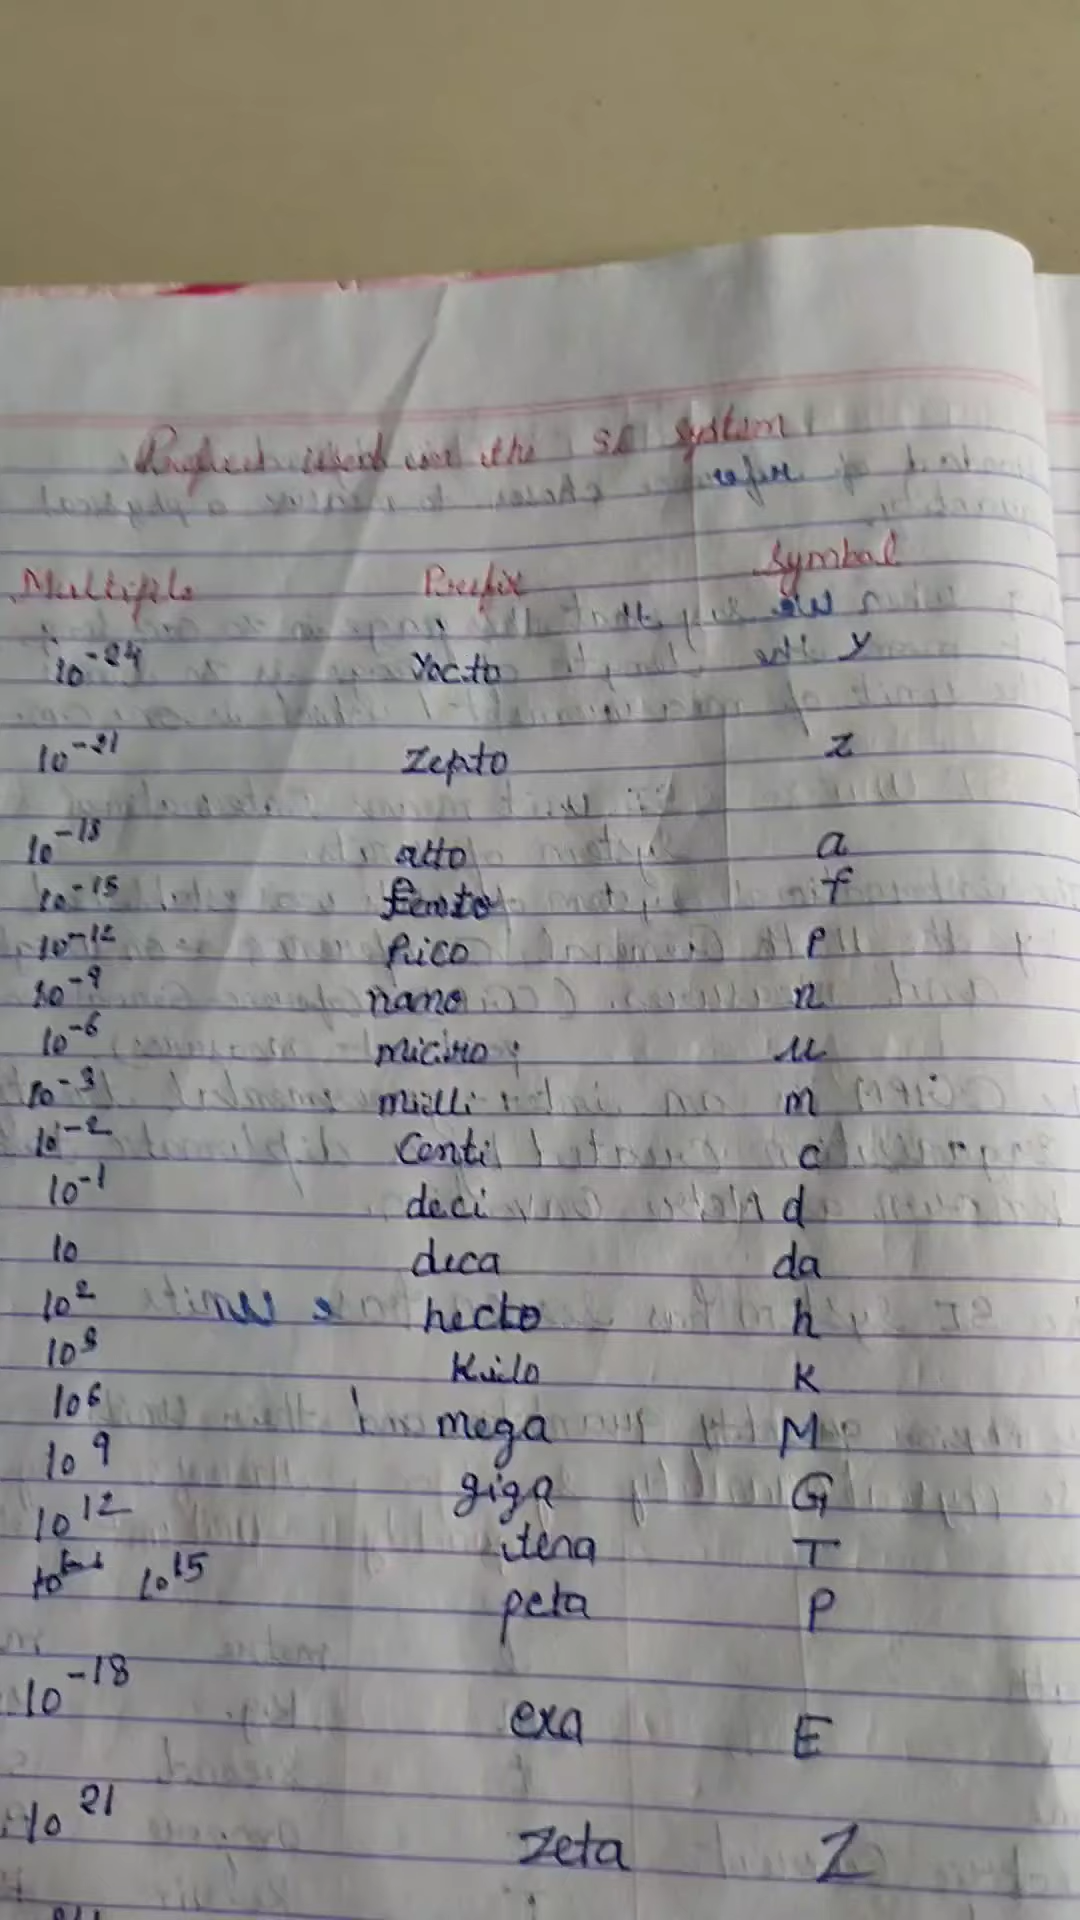 used in the SI system
Multiple Prefix Symbol
10⁻²⁴ Yocto y
10⁻²¹ zepto z
10⁻¹⁸ atto a
10⁻¹⁵ femto f
10⁻¹² Pico P
10⁻⁹ nano n
10⁻⁶ micro u
10⁻³ milli m
10⁻² Centi c
10⁻¹ deci d
10 deca da
10² hecto h
10³ Kilo K
10⁶ mega M
10⁹ giga G
10¹² tera T
10¹⁵ peta P
10⁻¹⁸ exa E
10²¹ zeta Z